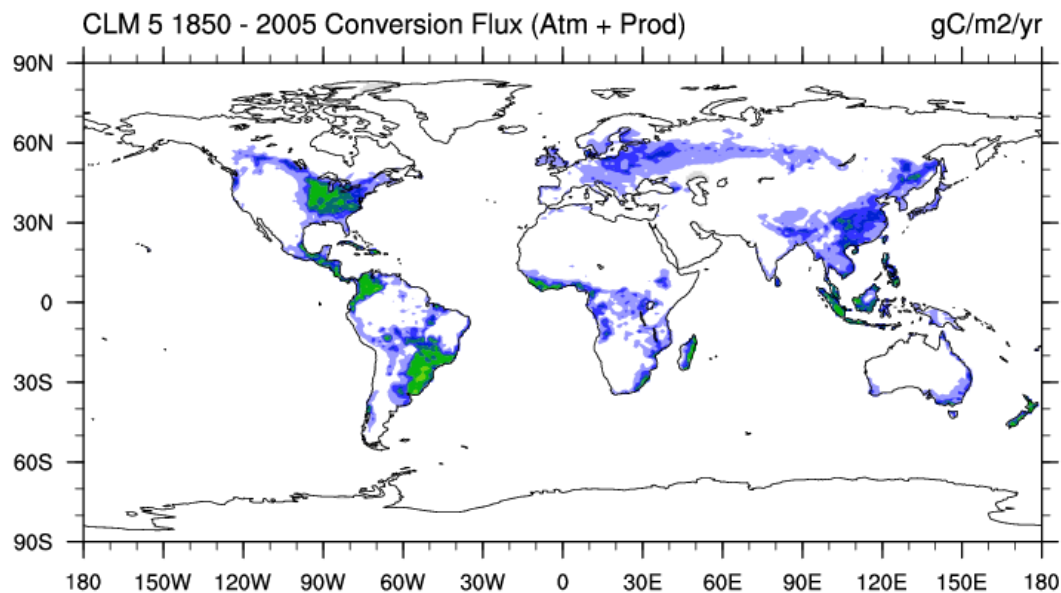 CLM 5 1850 - 2005 Conversion Flux (Atm + Prod) gC/m2/yr
90N
60N
30N
0
30S
60S
90S
180 150W 120W 90W 60W 30W 0 30E 60E 90E 120E 150E 180